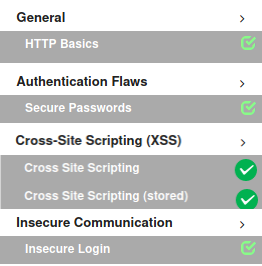 General
HTTP Basics
Authentication Flaws
Secure Passwords
Cross-Site Scripting (XSS)
Cross Site Scripting
Cross Site Scripting (stored)
Insecure Communication
Insecure Login